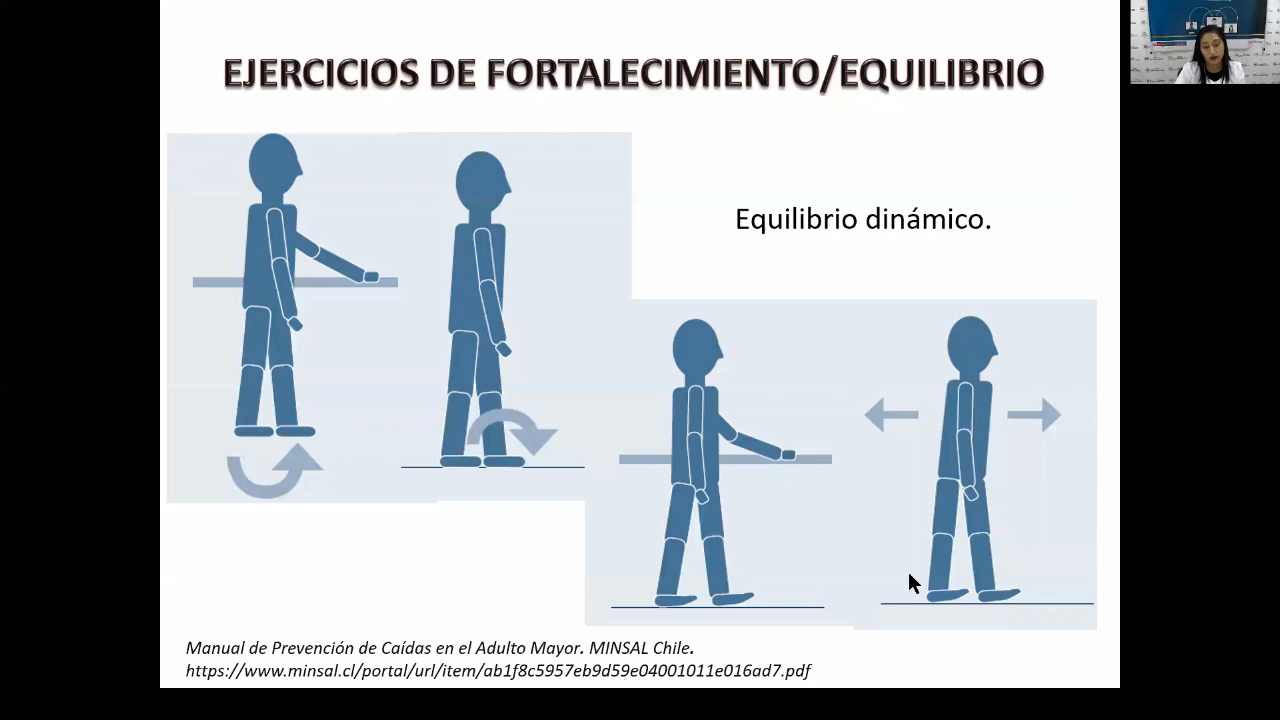 EJERCICIOS DE FORTALECIMIENTO/EQUILIBRIO
Equilibrio dinámico.
Manual de Prevención de Caídas en el Adulto Mayor. MINSAL Chile.
https://www.minsal.cl/portal/url/item/ab1f8c5957eb9d59e04001011e016ad7.pdf